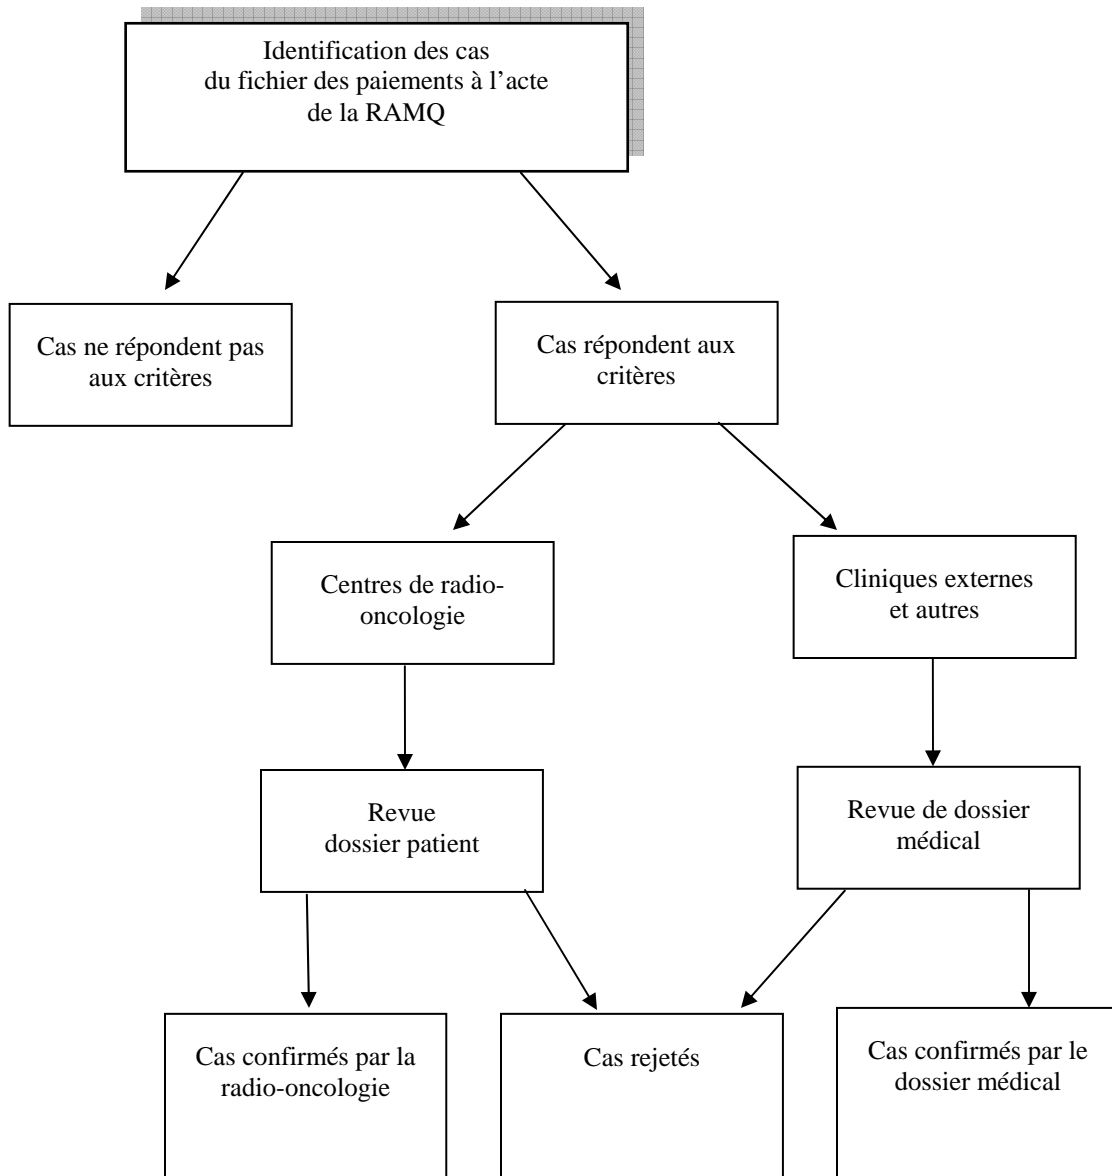 Identification des cas
du fichier des paiements à l'acte
de la RAMQ
Cas ne répondent pas
aux critères
Cas répondent aux
critères
Centres de radio-
oncologie
Cliniques externes
et autres
Revue
dossier patient
Revue de dossier
médical
Cas confirmés par la
radio-oncologie
Cas rejetés
Cas confirmés par le
dossier médical